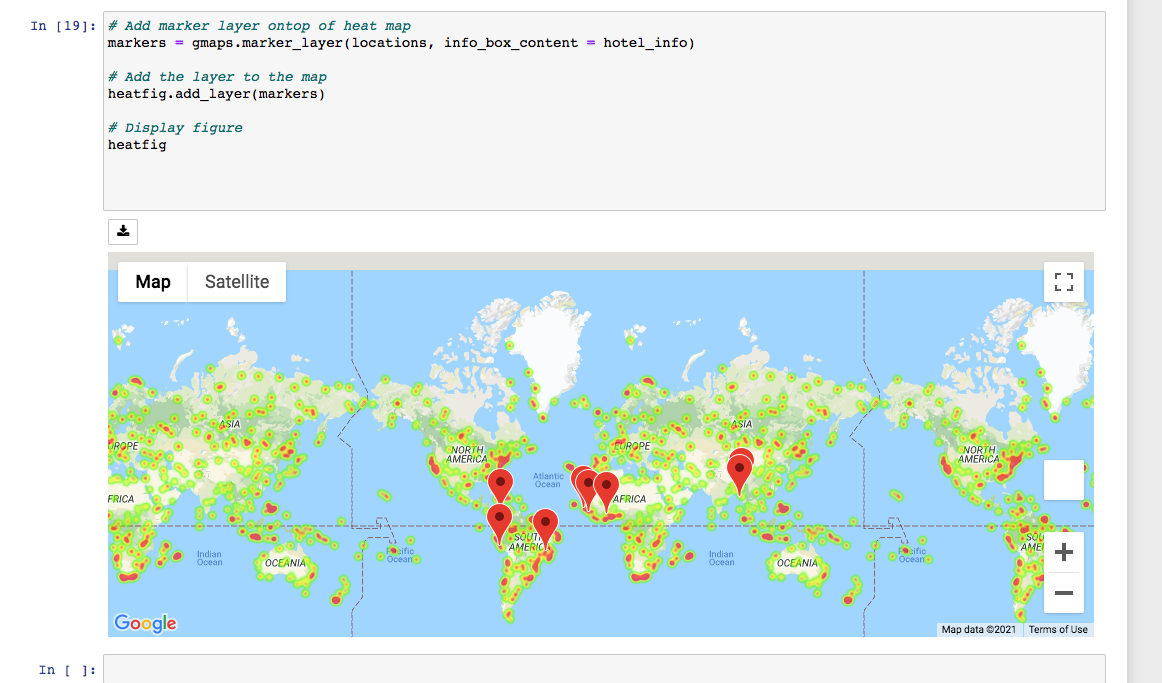 In [19]:
# Add marker layer ontop of heat map
markers = gmaps.marker_layer(locations, info_box_content = hotel_info)
# Add the layer to the map
heatfig.add_layer(markers)
# Display figure
heatfig
Map Satellite
ASIA
ASIA
UROPE
NORTH
AMERICA
EUROPE
NORTH
AMERICA
Atlantic
Ocean
FRICA
AFRICA
SOUTH
AMERICA
SOU
AMEI
Indian
Ocean
Pacific
Ocean
Indian
Ocean
Pacific
Ocean
OCEANIA
OCEANIA
Google
Map data ©2021 Terms of Use
In [ ]: